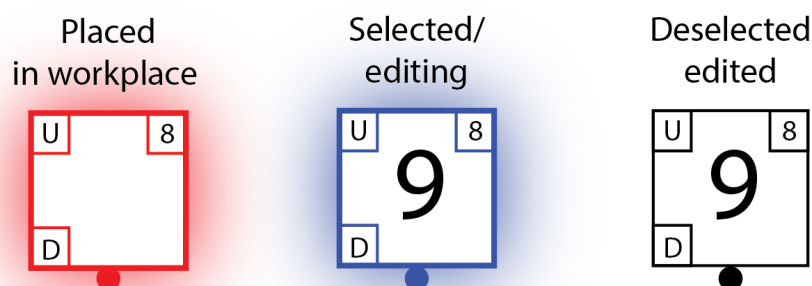 Placed
in workplace
Selected/
editing
Deselected
edited
U 8
D
U 8
9
D
U 8
9
D